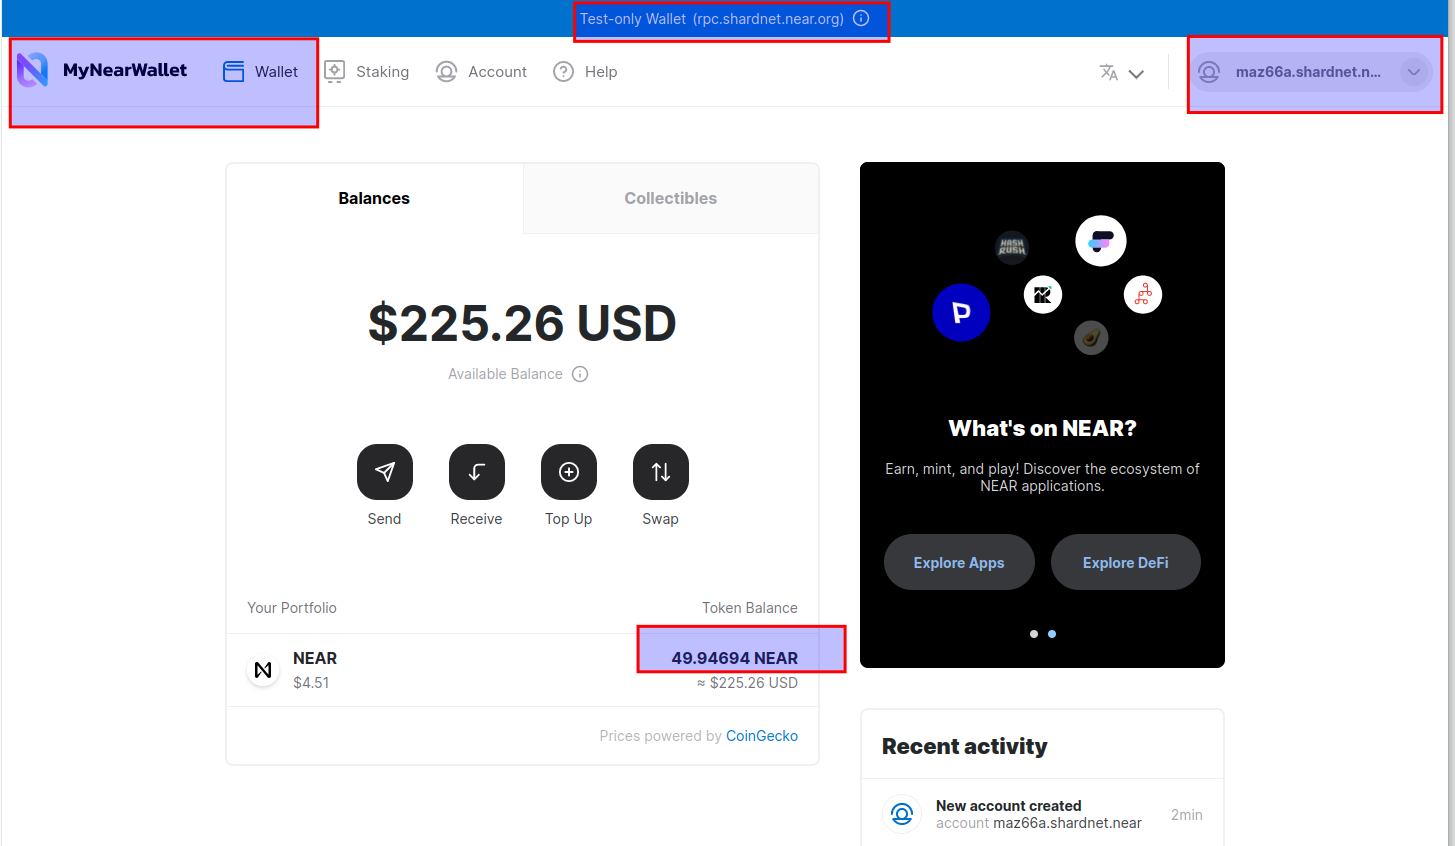 Test-only Wallet (rpc.shardnet.near.org)
MyNearWallet
Wallet
Staking
Account
Help
maz66a.shardnet.n...
Balances
Collectibles
$225.26 USD
Available Balance
Send
Receive
Top Up
Swap
Your Portfolio
Token Balance
NEAR
49.94694 NEAR
$4.51
≈ $225.26 USD
Prices powered by CoinGecko
HASH
RUSH
What's on NEAR?
Earn, mint, and play! Discover the ecosystem of
NEAR applications.
Explore Apps
Explore DeFi
Recent activity
New account created
account maz66a.shardnet.near
2min